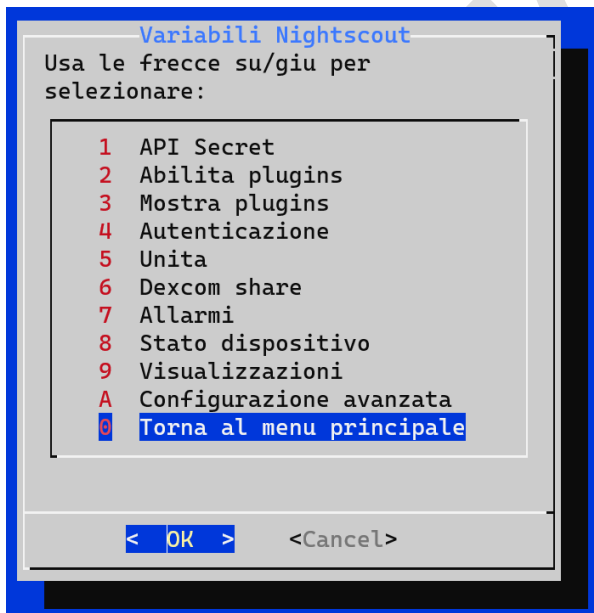 Variabili Nightscout
Usa le frecce su/giu per
selezionare:
1 API Secret
2 Abilita plugins
3 Mostra plugins
4 Autenticazione
5 Unita
6 Dexcom share
7 Allarmi
8 Stato dispositivo
9 Visualizzazioni
A Configurazione avanzata
0 Torna al menu principale
< OK > <Cancel>